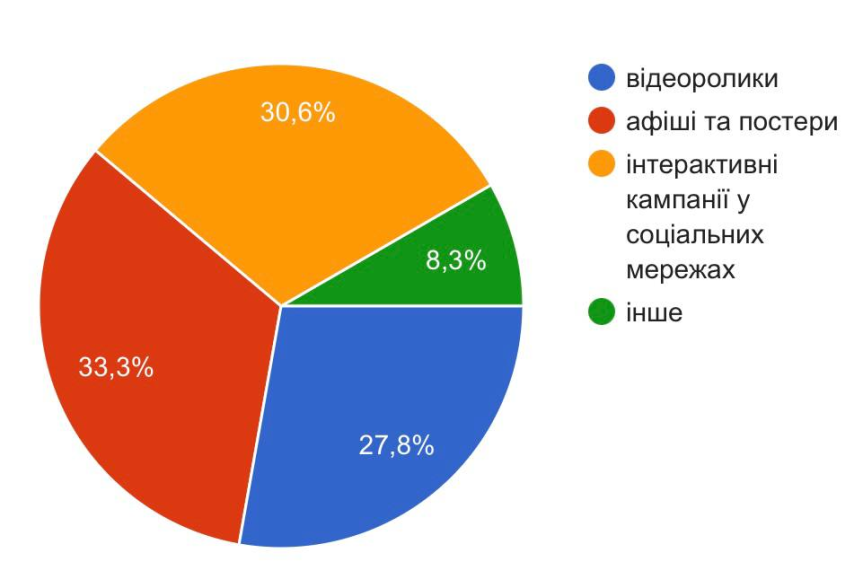 30,6%
8,3%
33,3%
27,8%
відеоролики
афіші та постери
інтерактивні
кампанії у
соціальних
мережах
інше